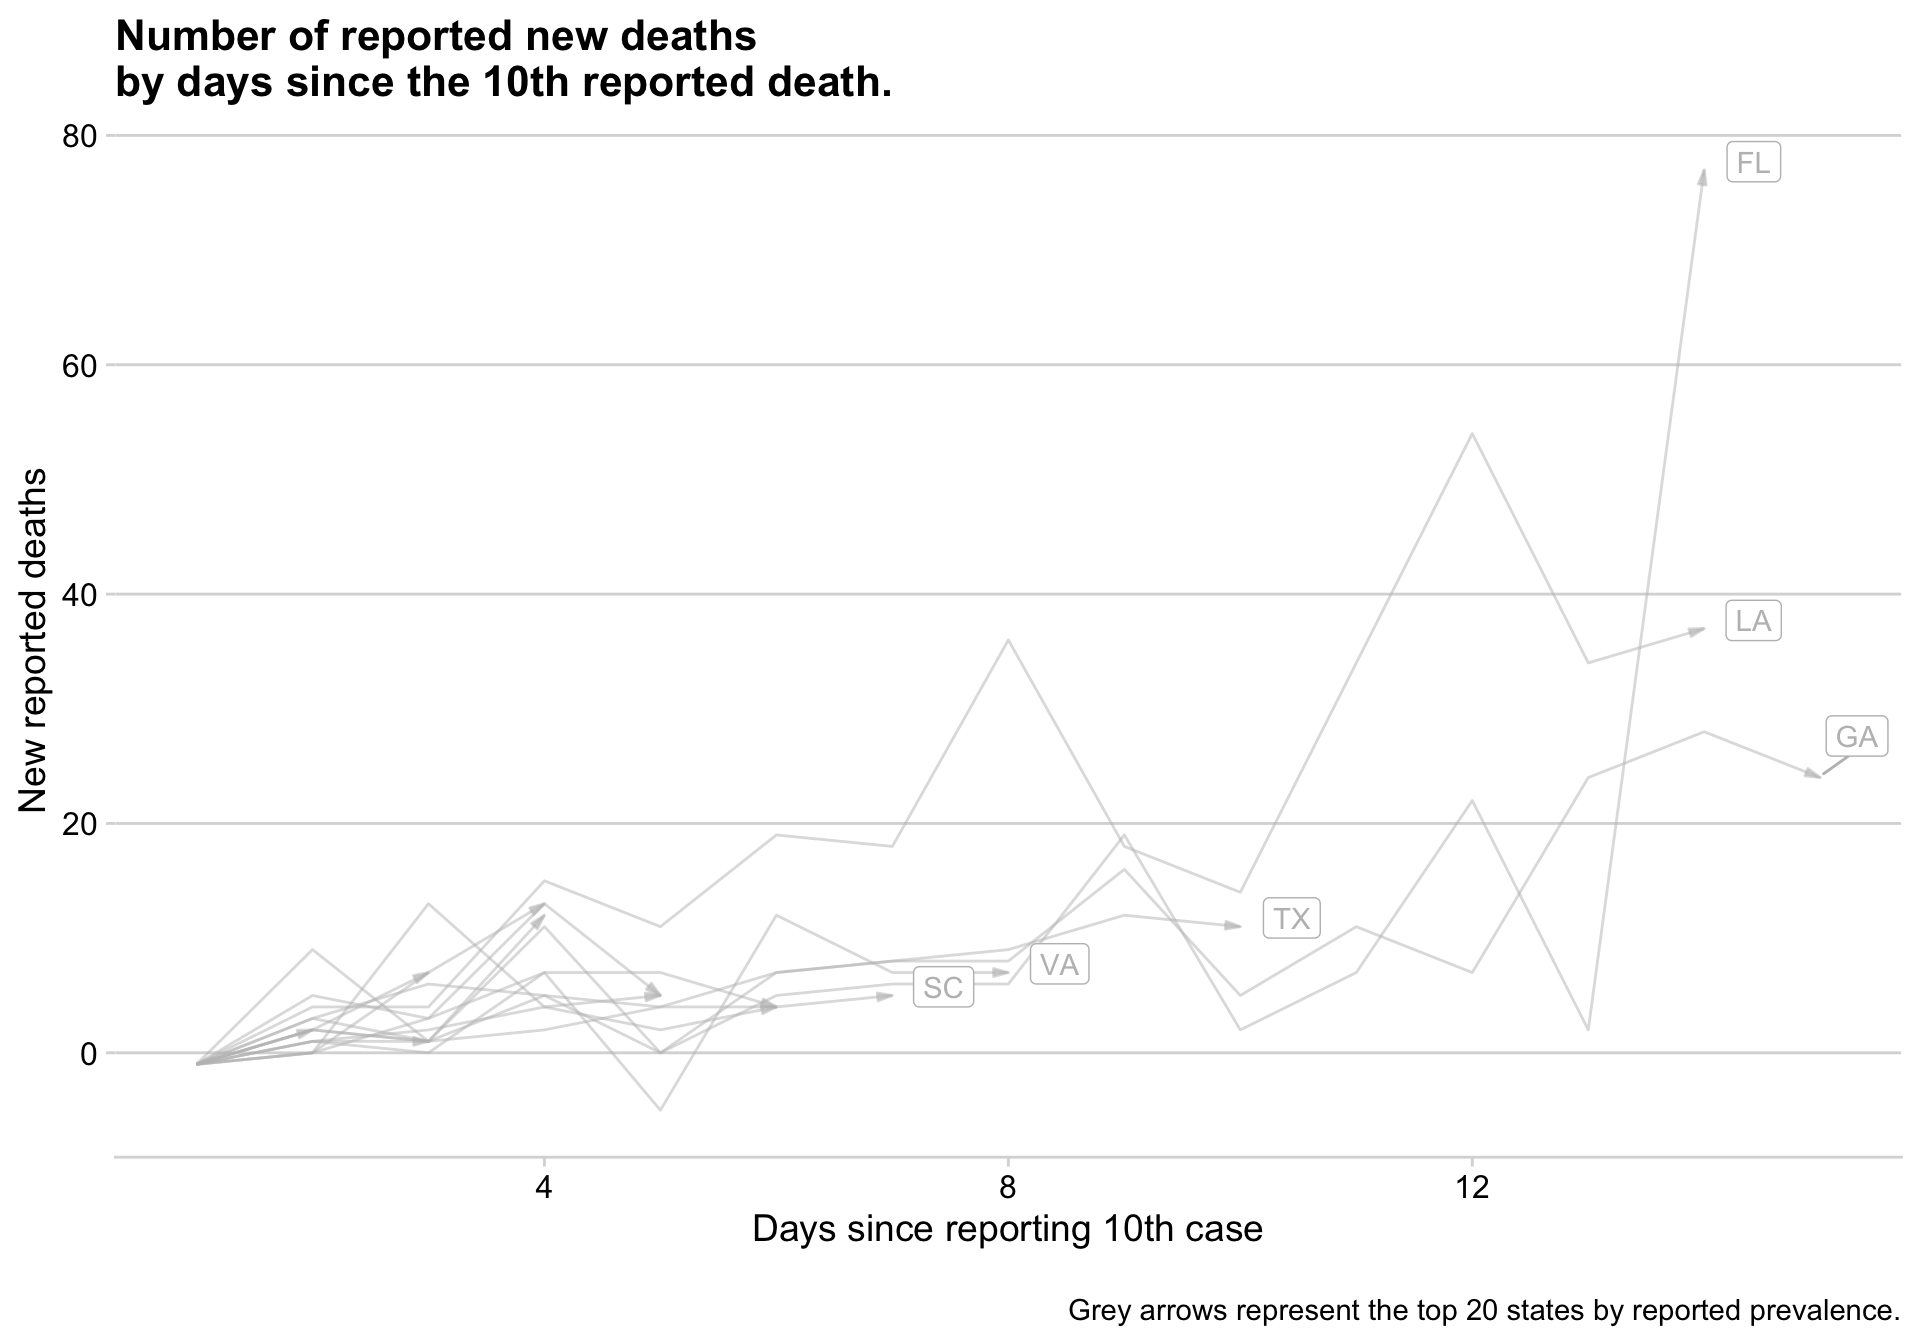 Number of reported new deaths
by days since the 10th reported death.
80
60
40
20
0
New reported deaths
FL
LA
GA
TX
VA
SC
4
8
12
Days since reporting 10th case
Grey arrows represent the top 20 states by reported prevalence.